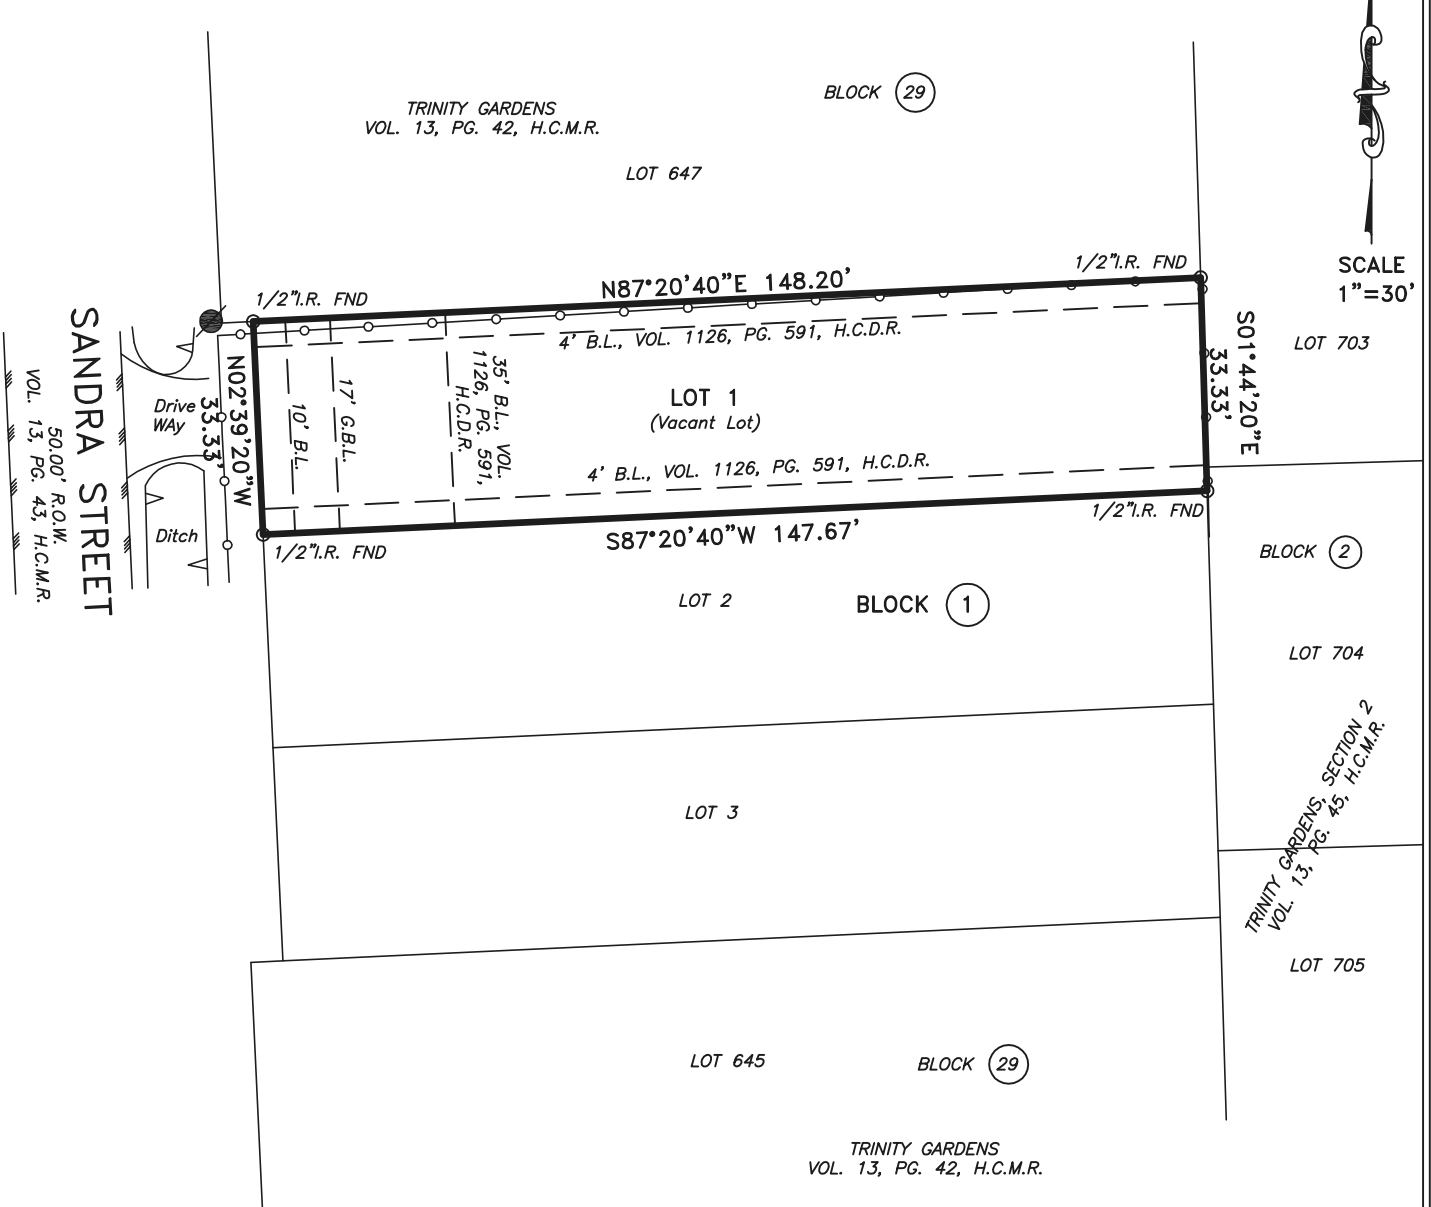 BLOCK 29
TRINITY GARDENS
VOL. 13, PG. 42, H.C.M.R.
LOT 647
SCALE
1"=30'
1/2"I.R. FND
N87°20'40"E 148.20'
1/2"I.R. FND
4' B.L., VOL. 1126, PG. 591, H.C.D.R.
S01°44'20"E
33.33'
LOT 703
SANDRA STREET
50.00' R.O.W.
VOL. 13, PG. 43, H.C.M.R.
Drive
WAy
Ditch
N02°39'20"W
33.33'
10' B.L.
17' G.B.L.
35' B.L., VOL.
1126, PG. 591,
H.C.D.R.
LOT 1
(Vacant Lot)
4' B.L., VOL. 1126, PG. 591, H.C.D.R.
1/2"I.R. FND
S87°20'40"W 147.67'
1/2"I.R. FND
BLOCK 2
LOT 2
BLOCK 1
LOT 704
TRINITY GARDENS, SECTION 2
VOL. 13, PG. 45, H.C.M.R.
LOT 3
LOT 705
LOT 645
BLOCK 29
TRINITY GARDENS
VOL. 13, PG. 42, H.C.M.R.